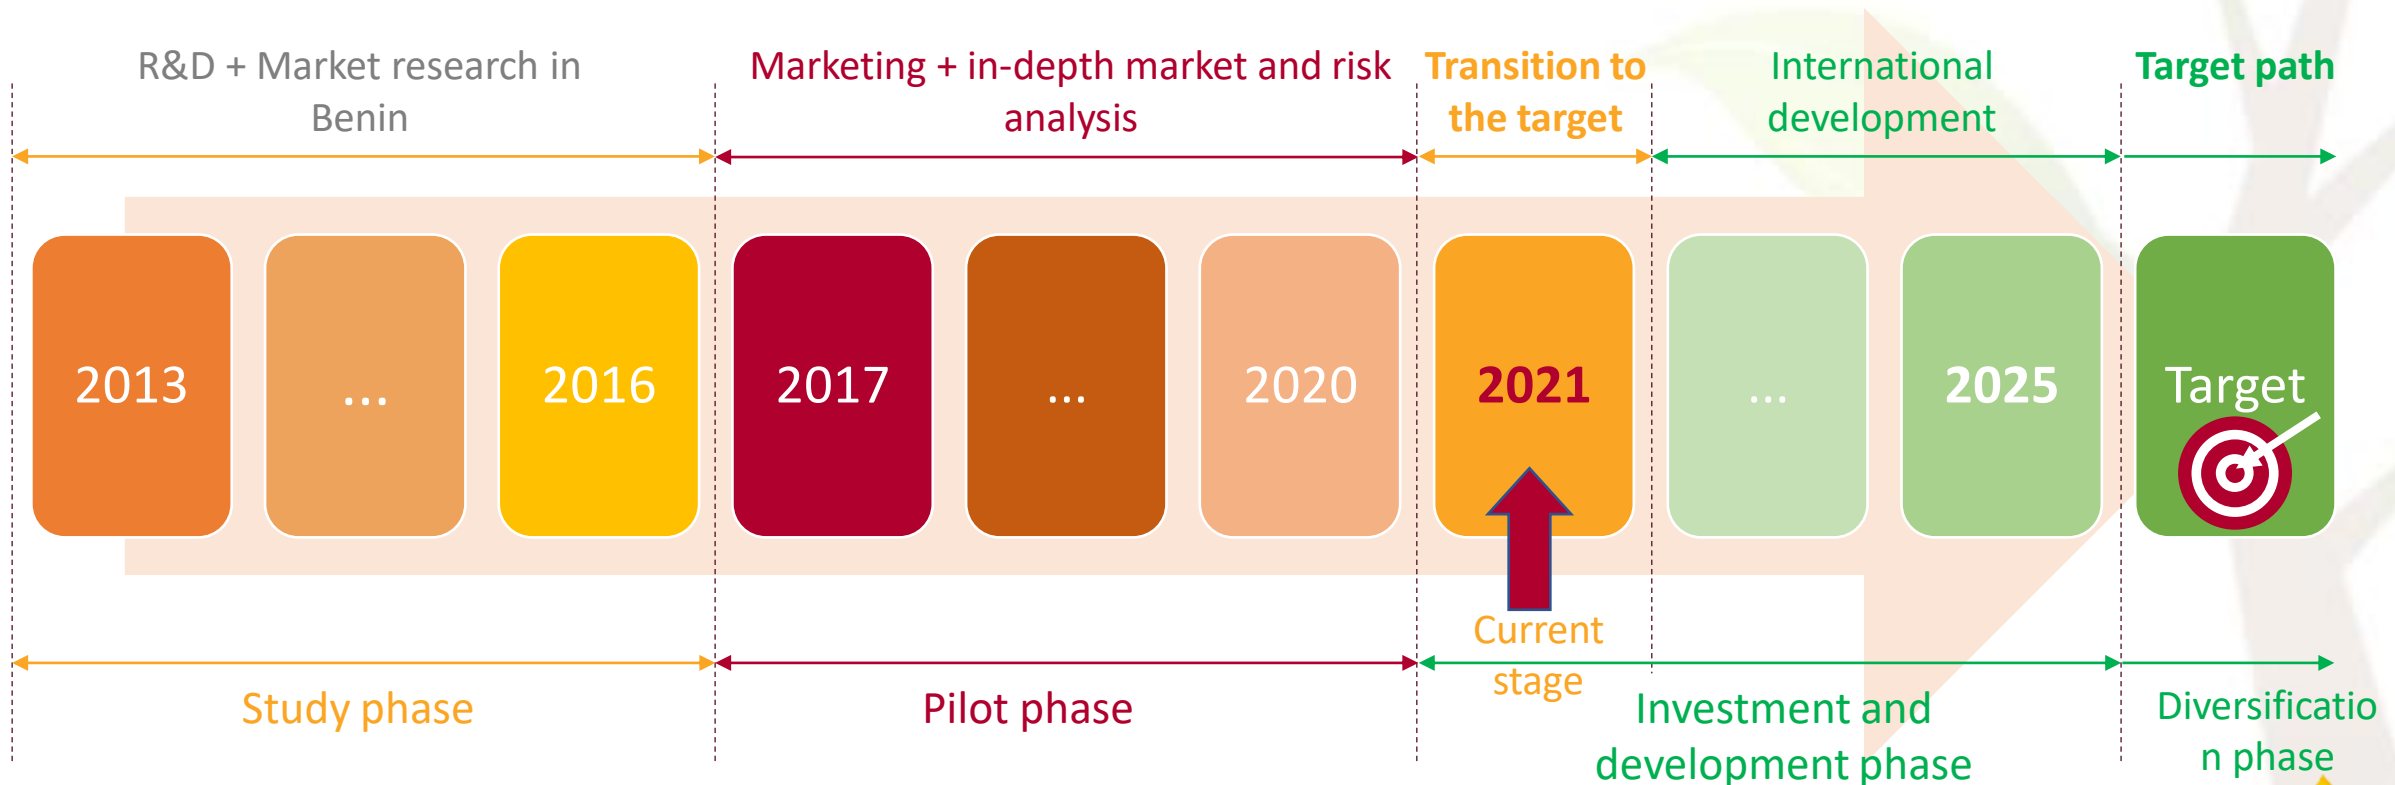 R&D + Market research in
Benin
Marketing + in-depth market and risk
analysis
Transition to
the target
International
development
Target path
2013
...
2016
2017
...
2020
2021
...
2025
Target
Current
stage
Study phase
Pilot phase
Investment and
development phase
Diversificatio
n phase